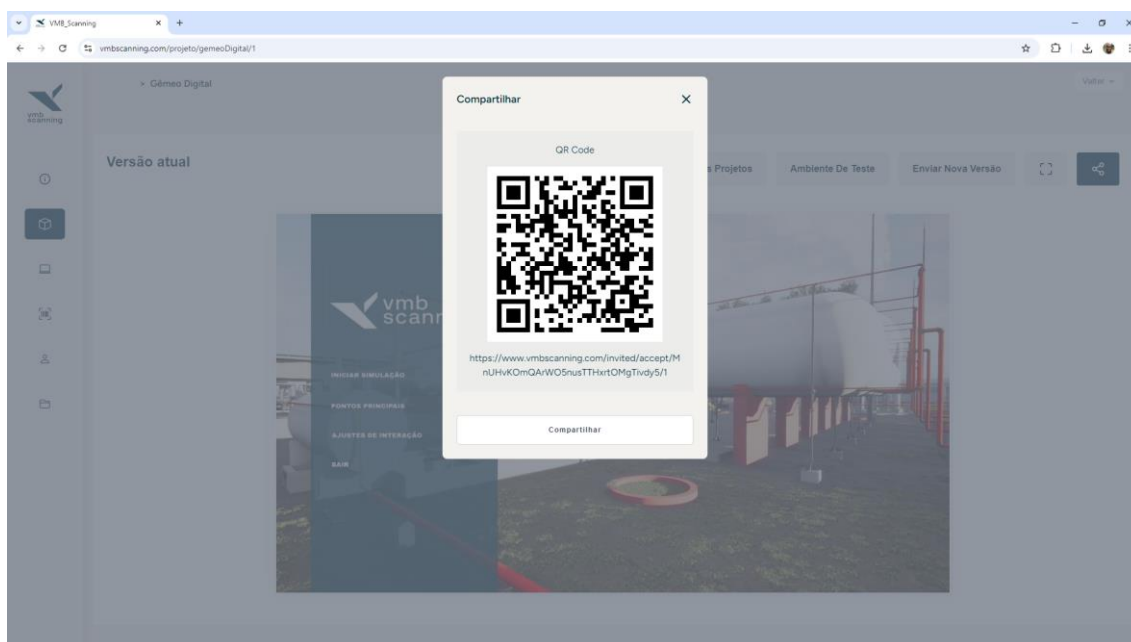 VMB_Scanning
vmbscanning.com/projeto/gemeoDigital/1
vmb
scanning
> Gêmeo Digital
Valter
Versão atual
s Projetos
Ambiente De Teste
Enviar Nova Versão
Compartilhar
QR Code
https://www.vmbscanning.com/invited/accept/M
nUHvKOmQArWO5nusTTHxrtOMgTivdy5/1
Compartilhar
vmb
scann
INICIAR SIMULAÇÃO
PONTOS PRINCIPAIS
AJUSTES DE INTERAÇÃO
SAIR